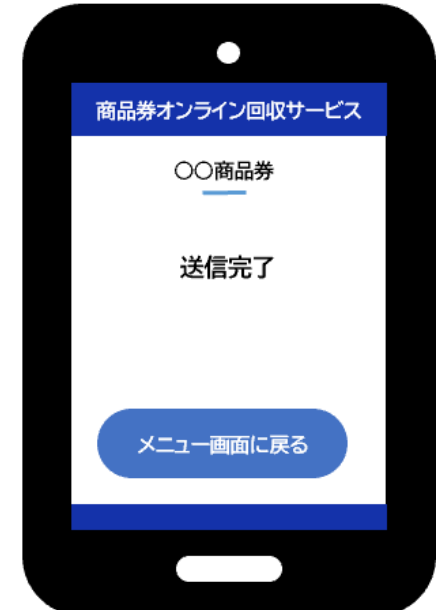 商品券オンライン回収サービス
〇〇商品券
送信完了
メニュー画面に戻る